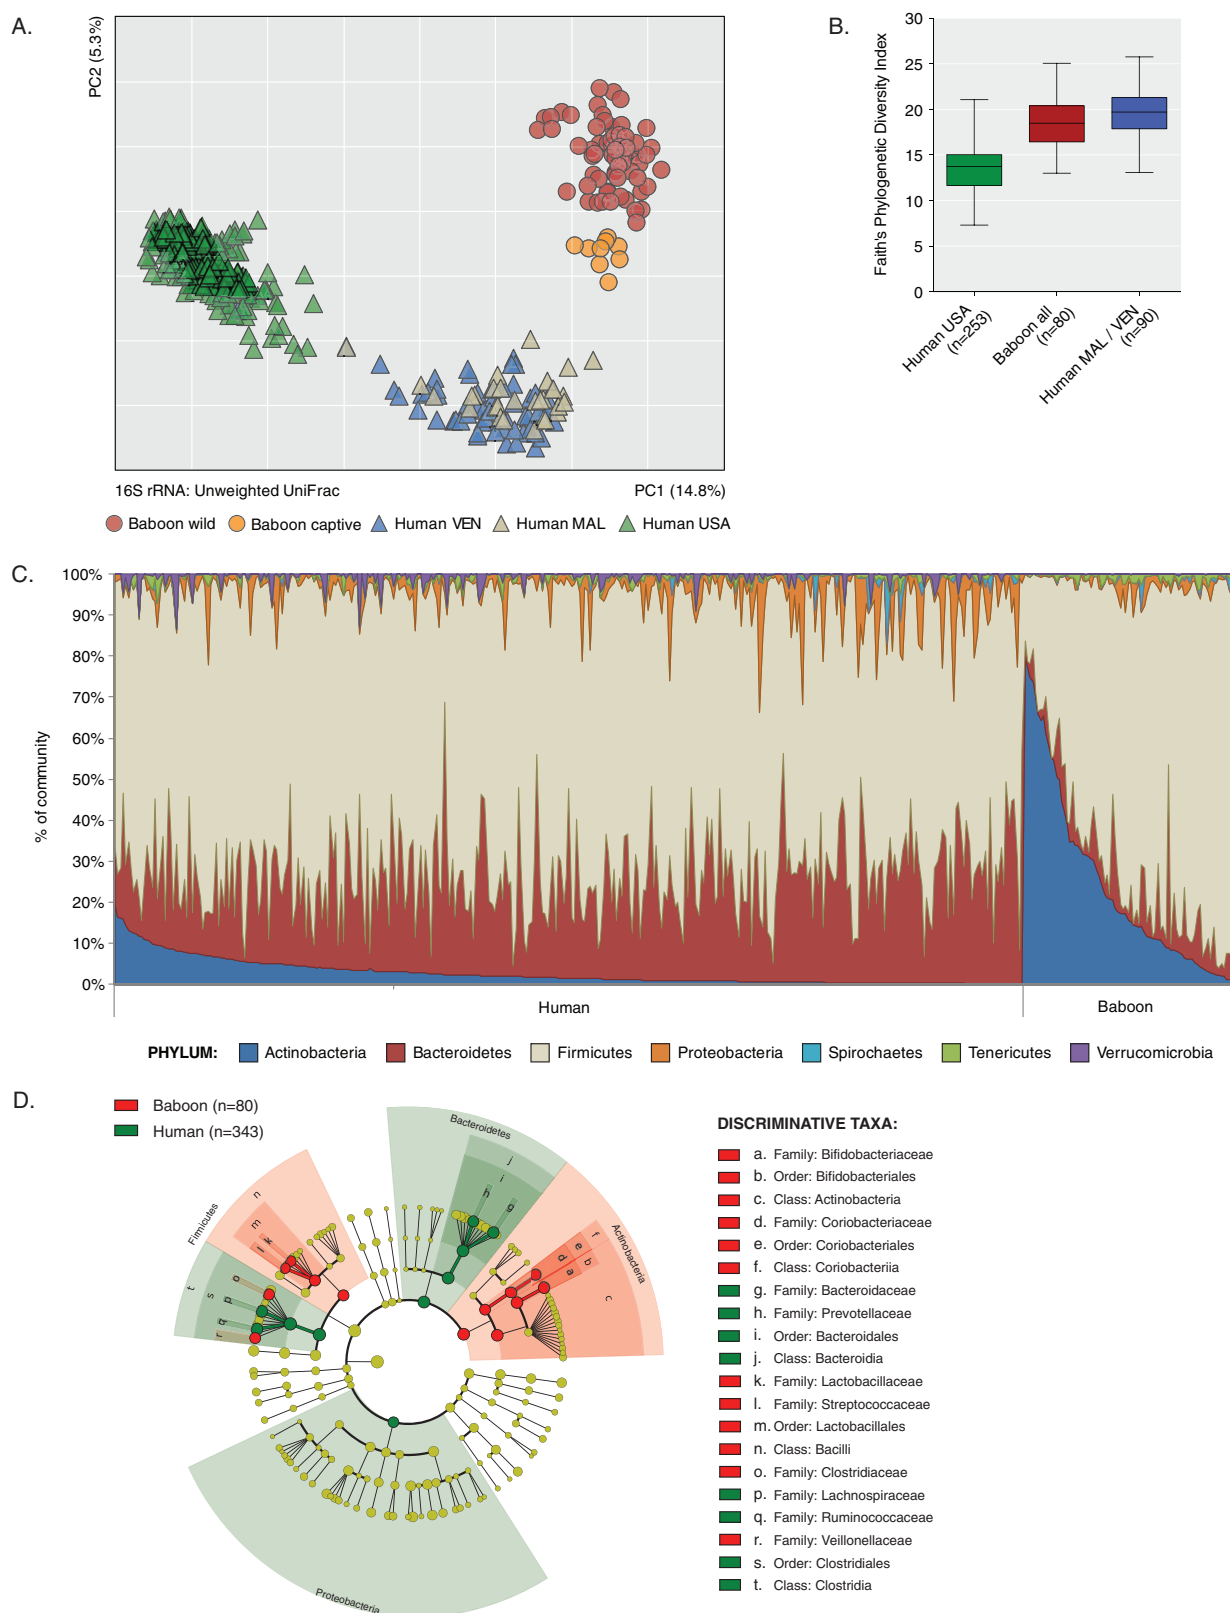 A.
PC2 (5.3%)
16S rRNA: Unweighted UniFrac
PC1 (14.8%)
Baboon wild
Baboon captive
Human VEN
Human MAL
Human USA
B.
Faith's Phylogenetic Diversity Index
30
25
20
15
10
5
0
Human USA
(n=253)
Baboon all
(n=80)
Human MAL / VEN
(n=90)
C.
% of community
100%
90%
80%
70%
60%
50%
40%
30%
20%
10%
0%
Human
Baboon
PHYLUM:
Actinobacteria
Bacteroidetes
Firmicutes
Proteobacteria
Spirochaetes
Tenericutes
Verrucomicrobia
D.
Baboon (n=80)
Human (n=343)
Bacteroidetes
j
i
h
g
Actinobacteria
f
e
d
b
a
c
Firmicutes
n
m
k
l
t
s
o
p
q
r
Proteobacteria
DISCRIMINATIVE TAXA:
a. Family: Bifidobacteriaceae
b. Order: Bifidobacteriales
c. Class: Actinobacteria
d. Family: Coriobacteriaceae
e. Order: Coriobacteriales
f. Class: Coriobacteriia
g. Family: Bacteroidaceae
h. Family: Prevotellaceae
i. Order: Bacteroidales
j. Class: Bacteroidia
k. Family: Lactobacillaceae
l. Family: Streptococcaceae
m. Order: Lactobacillales
n. Class: Bacilli
o. Family: Clostridiaceae
p. Family: Lachnospiraceae
q. Family: Ruminococcaceae
r. Family: Veillonellaceae
s. Order: Clostridiales
t. Class: Clostridia